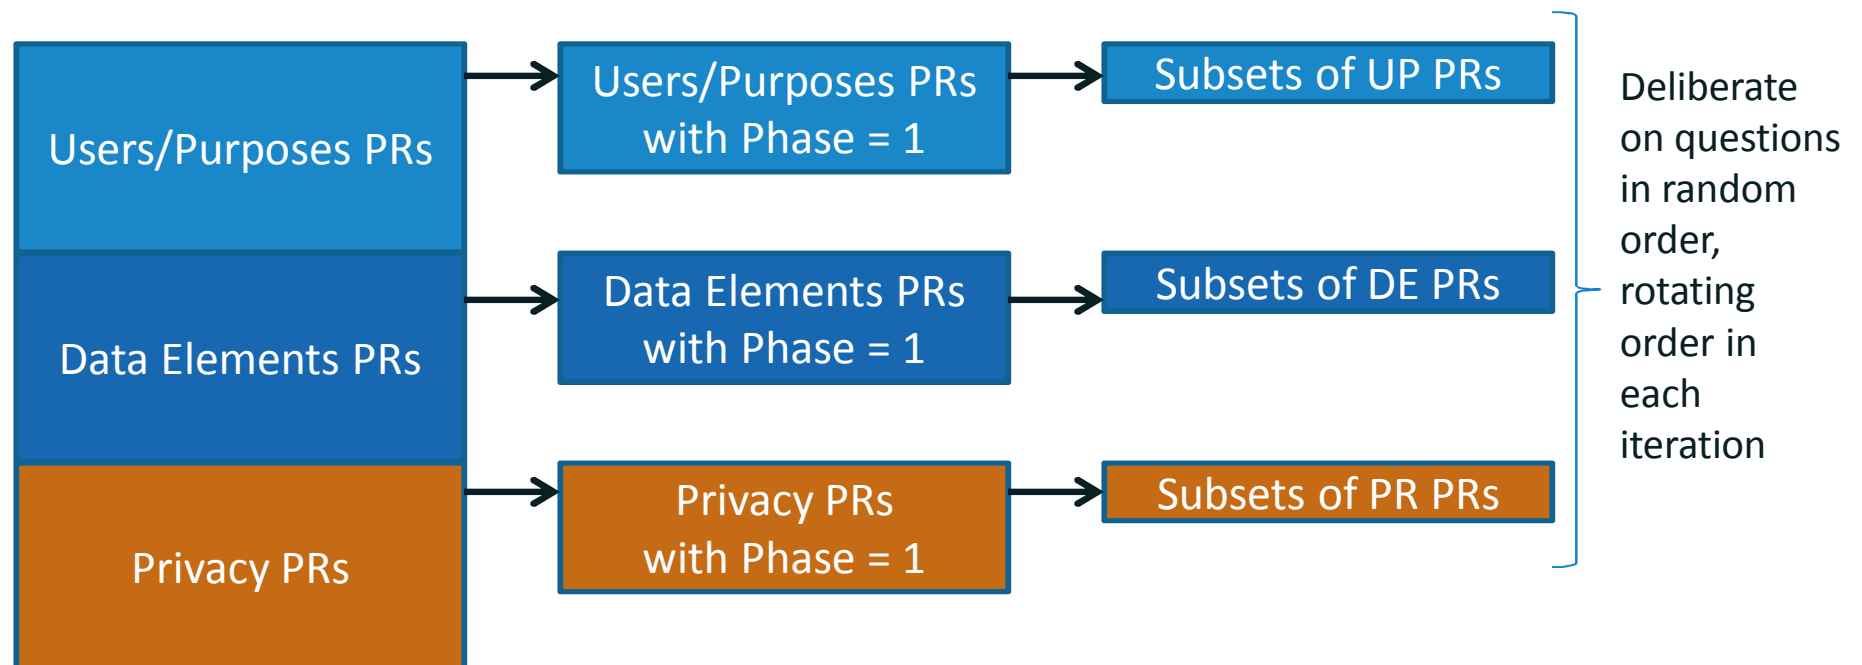 Users/Purposes PRs
Users/Purposes PRs
with Phase = 1
Subsets of UP PRs
Data Elements PRs
Data Elements PRs
with Phase = 1
Subsets of DE PRs
Privacy PRs
Privacy PRs
with Phase = 1
Subsets of PR PRs
Deliberate
on questions
in random
order,
rotating
order in
each
iteration